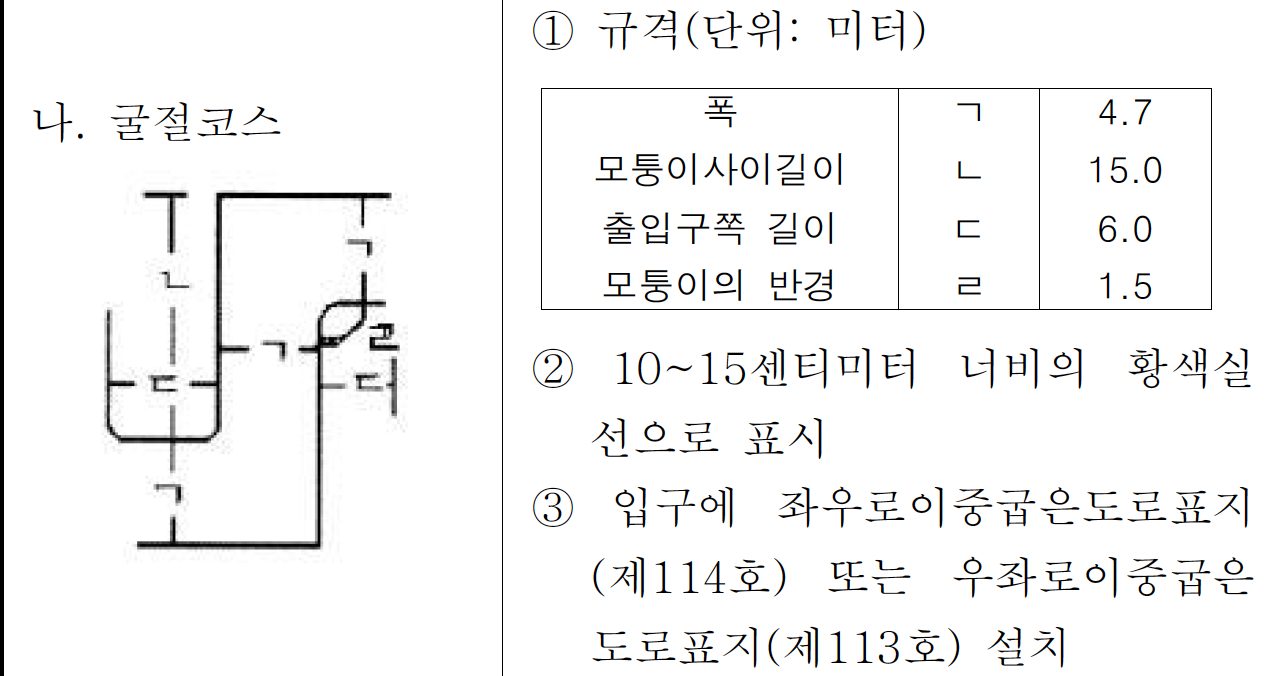 나. 굴절코스
ㄱ
ㄴ
ㄹ
ㄱ
ㄷ
ㄷ
ㄱ
① 규격(단위: 미터)
폭 ㄱ 4.7
모퉁이사이길이 ㄴ 15.0
출입구쪽 길이 ㄷ 6.0
모퉁이의 반경 ㄹ 1.5
② 10~15센티미터 너비의 황색실
선으로 표시
③ 입구에 좌우로이중굽은도로표지
(제114호) 또는 우좌로이중굽은
도로표지(제113호) 설치